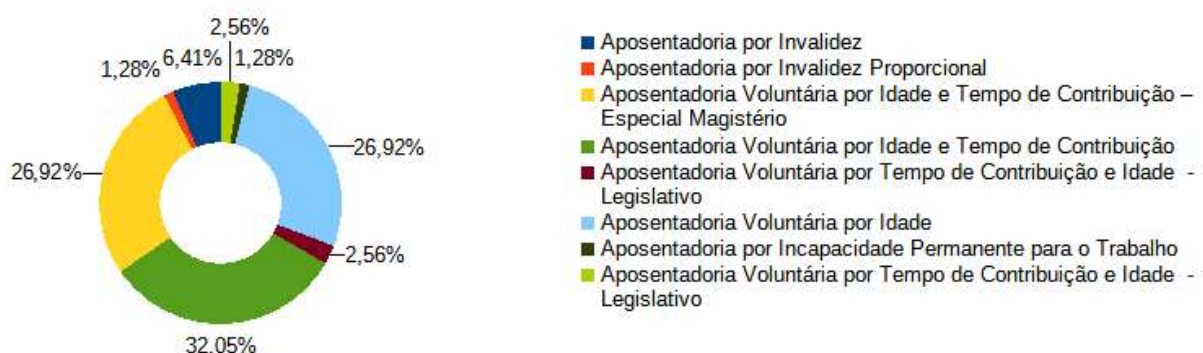 2,56%
1,28%
6,41%
1,28%
26,92%
26,92%
2,56%
32,05%
Aposentadoria por Invalidez
Aposentadoria por Invalidez Proporcional
Aposentadoria Voluntária por Idade e Tempo de Contribuição –
Especial Magistério
Aposentadoria Voluntária por Idade e Tempo de Contribuição
Aposentadoria Voluntária por Tempo de Contribuição e Idade -
Legislativo
Aposentadoria Voluntária por Idade
Aposentadoria por Incapacidade Permanente para o Trabalho
Aposentadoria Voluntária por Tempo de Contribuição e Idade -
Legislativo